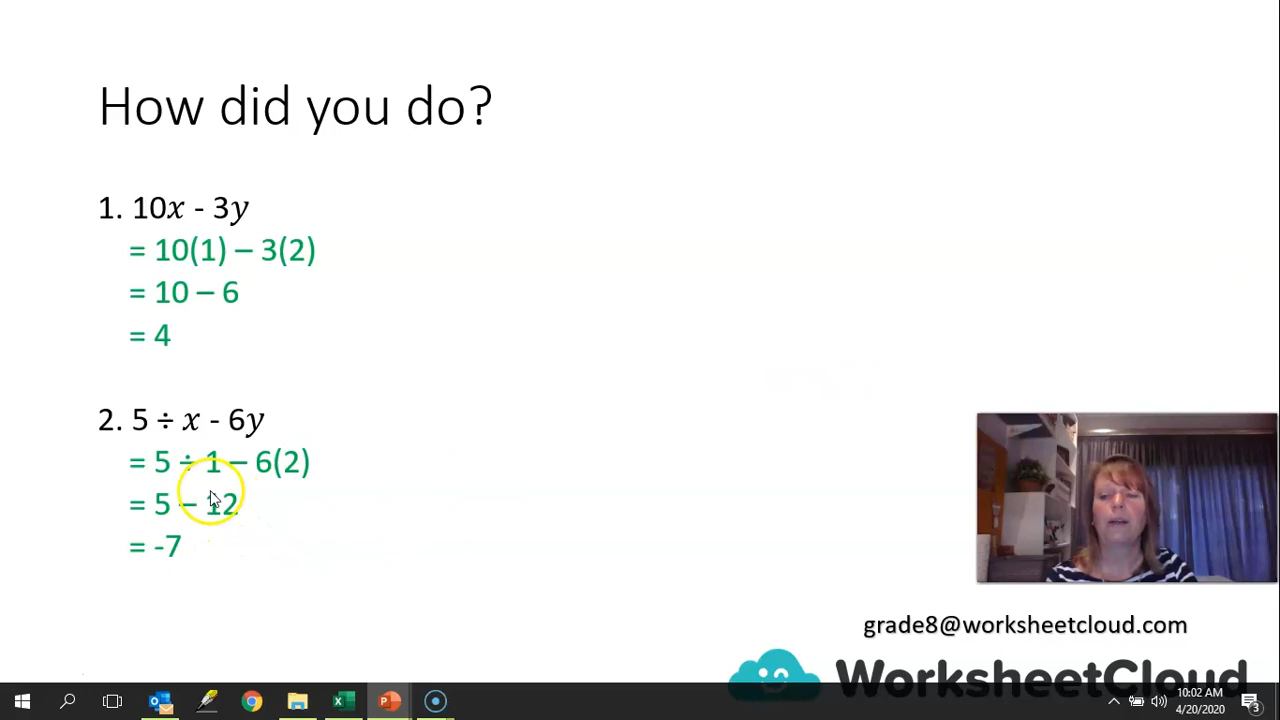 How did you do?
1. 10x - 3y
= 10(1) – 3(2)
= 10 – 6
= 4
2. 5 ÷ x - 6y
= 5 ÷ 1 – 6(2)
= 5 – 12
= -7
grade8@worksheetcloud.com
WorksheetCloud
10:02 AM
4/20/2020
3